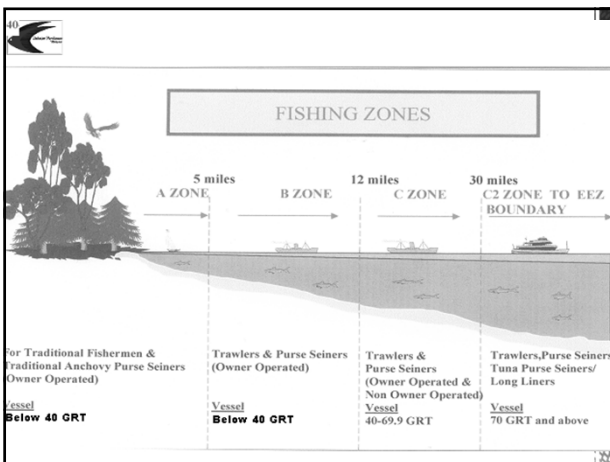 40
FISHING ZONES
5 miles
12 miles
30 miles
A ZONE
B ZONE
C ZONE
C2 ZONE TO EEZ
BOUNDARY
For Traditional Fishermen &
Traditional Anchovy Purse Seiners
(Owner Operated)
Vessel
Below 40 GRT
Trawlers & Purse Seiners
(Owner Operated)
Vessel
Below 40 GRT
Trawlers &
Purse Seiners
(Owner Operated &
Non Owner Operated)
Vessel
40-69.9 GRT
Trawlers,Purse Seiners
Tuna Purse Seiners/
Long Liners
Vessel
70 GRT and above